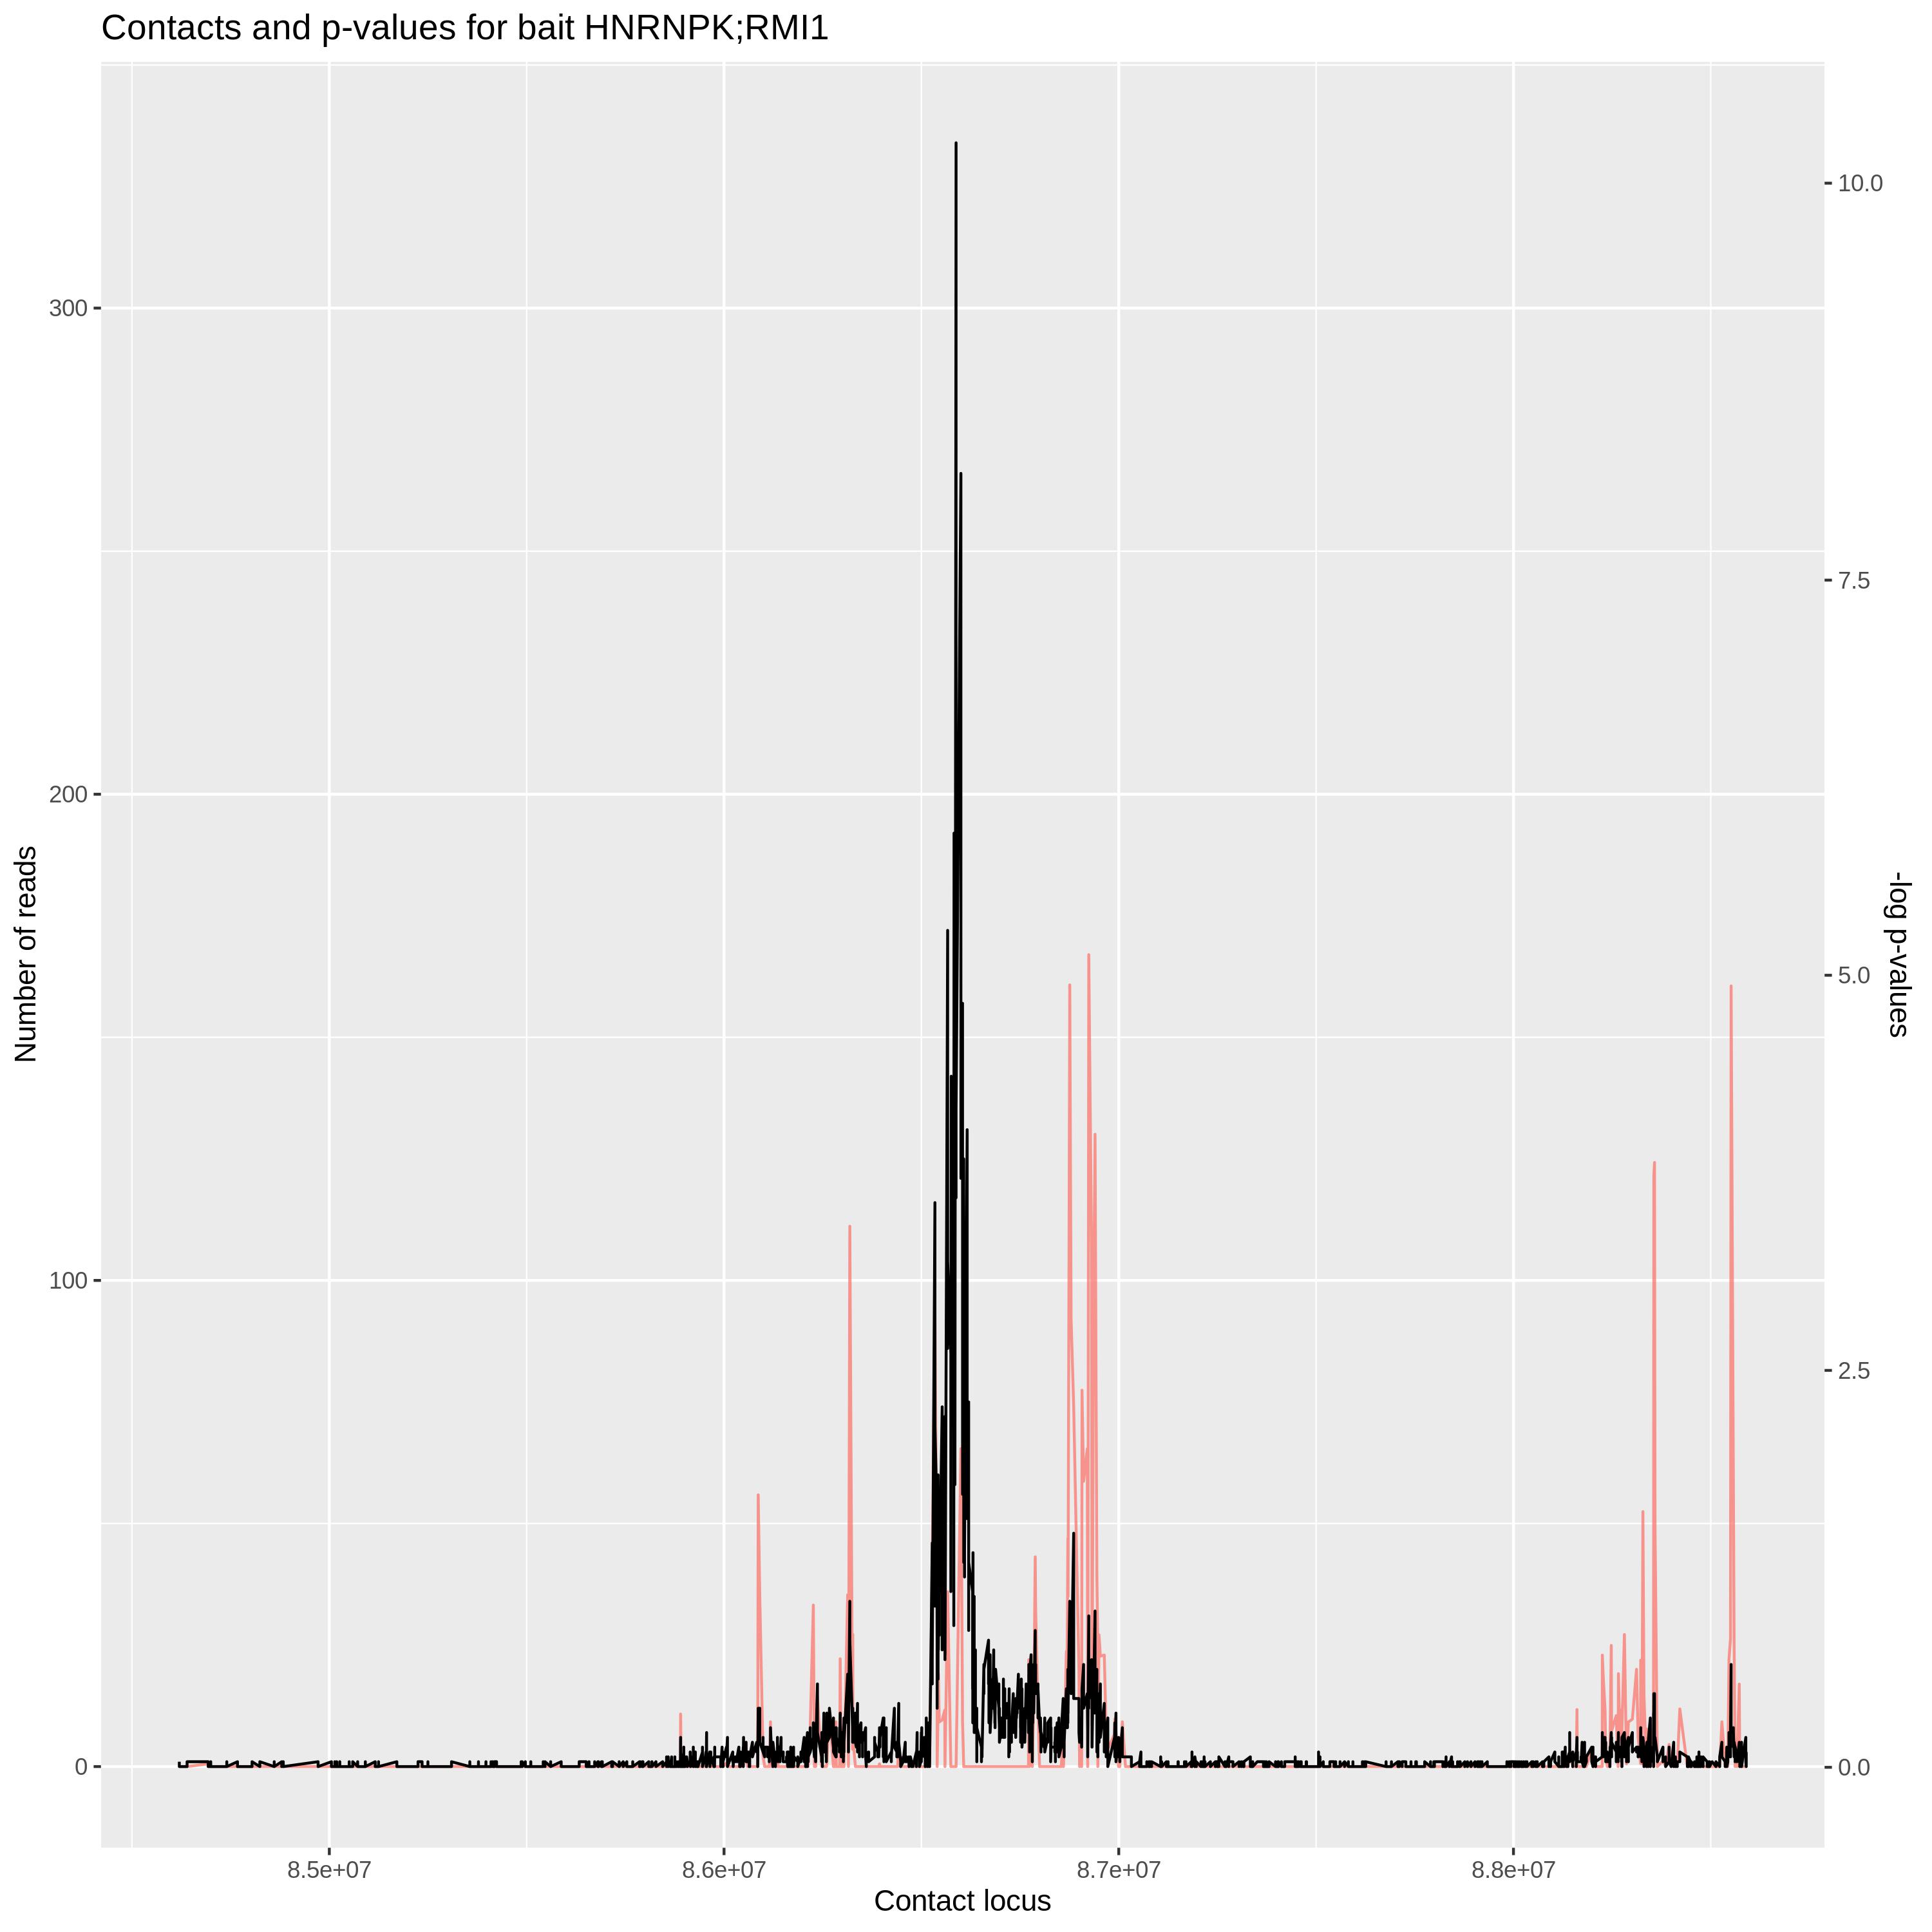 Contacts and p-values for bait HNRNPK;RMI1
Number of reads
300
200
100
0
10.0
7.5
5.0
2.5
0.0
-log p-values
8.5e+07
8.6e+07
8.7e+07
8.8e+07
Contact locus